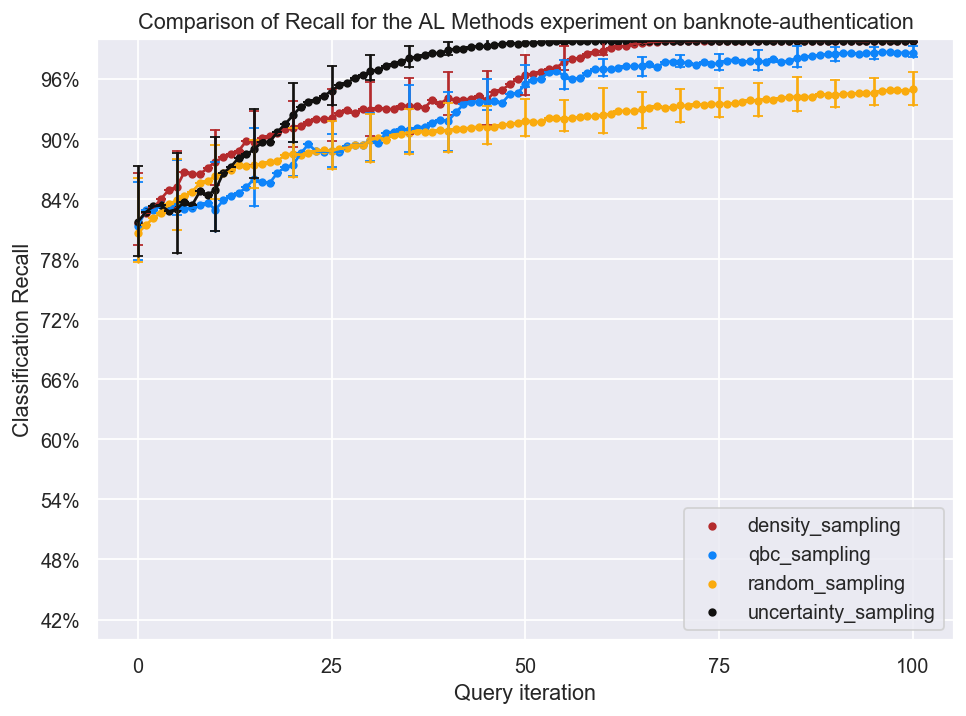 Comparison of Recall for the AL Methods experiment on banknote-authentication
Classification Recall
96%
90%
84%
78%
72%
66%
60%
54%
48%
42%
density_sampling
qbc_sampling
random_sampling
uncertainty_sampling
0 25 50 75 100
Query iteration